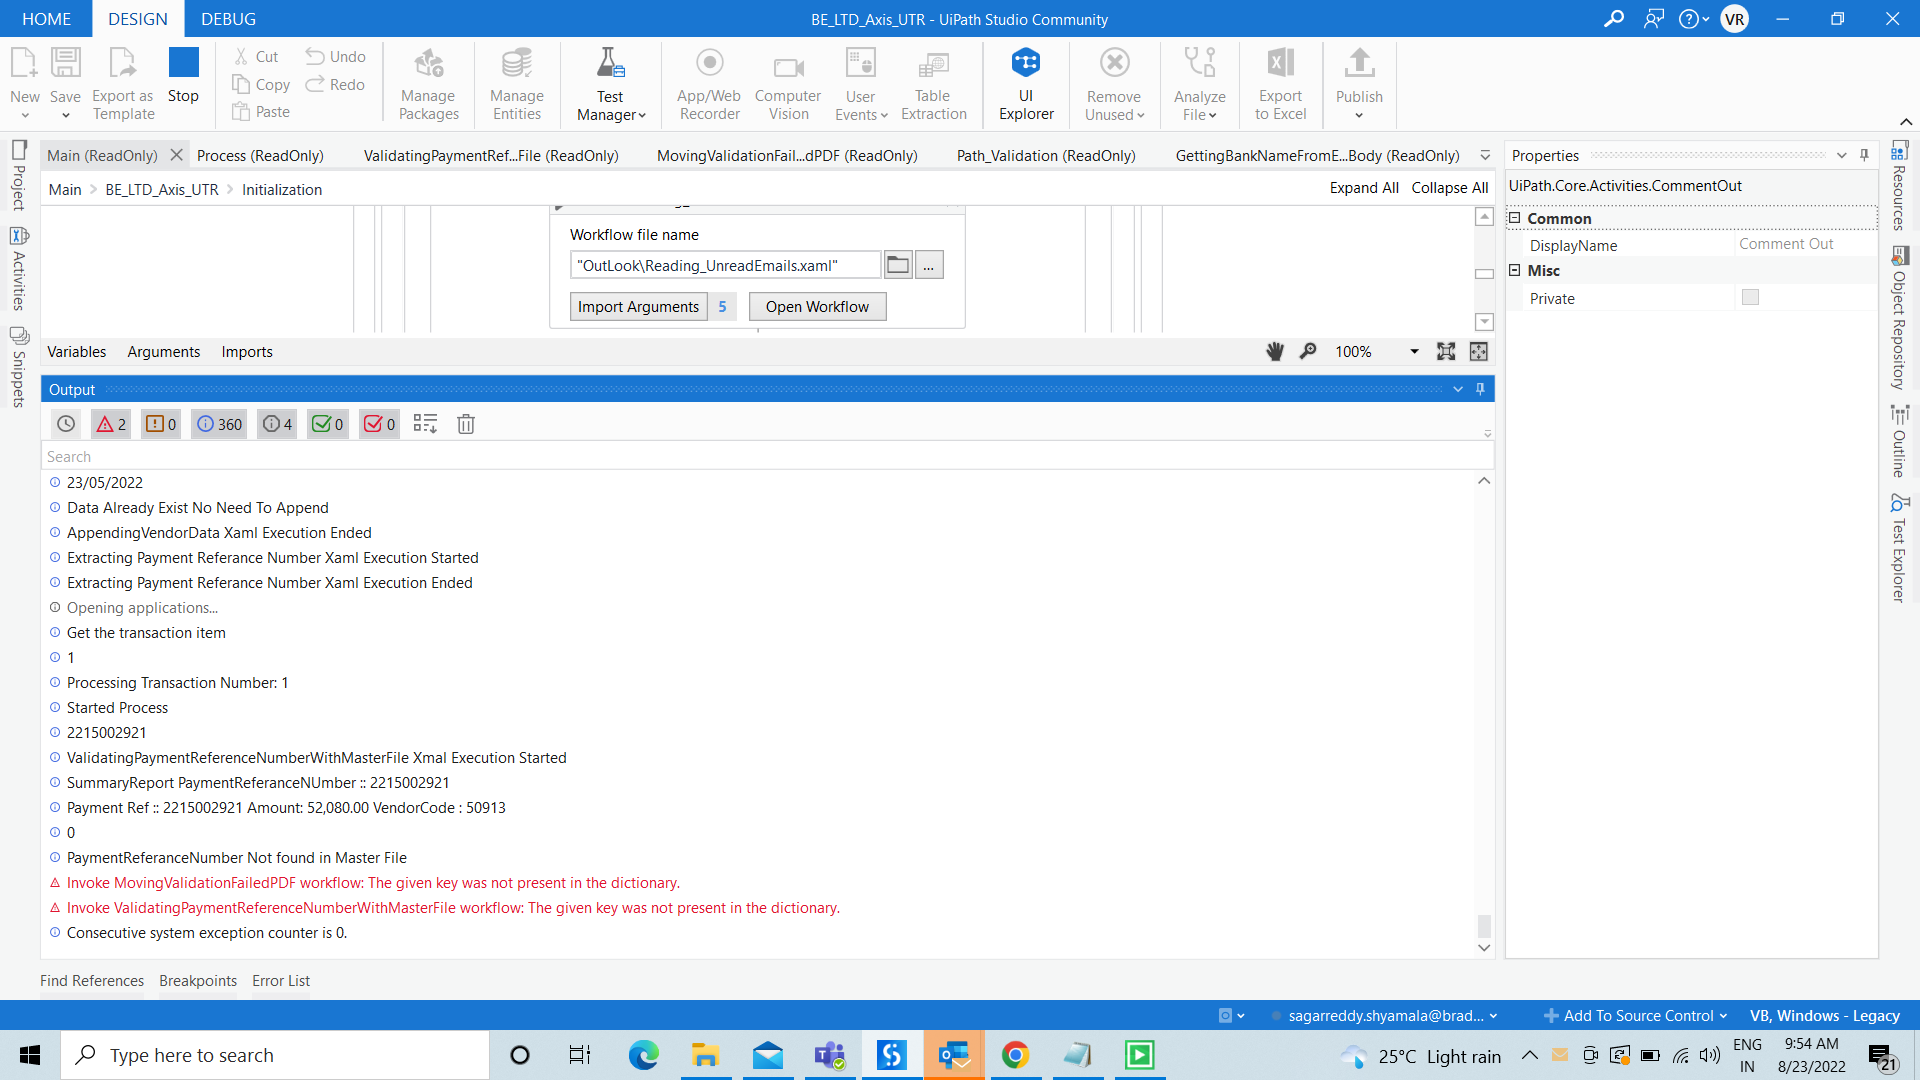 HOME DESIGN DEBUG
BE_LTD_Axis_UTR - UiPath Studio Community
VR
New
Save
Export as Template
Stop
Cut
Copy
Paste
Undo
Redo
Manage Packages
Manage Entities
Test Manager
App/Web Recorder
Computer Vision
User Events
Table Extraction
UI Explorer
Remove Unused
Analyze File
Export to Excel
Publish
Project
Activities
Snippets
Main (ReadOnly) Process (ReadOnly) ValidatingPaymentRef...File (ReadOnly) MovingValidationFail...dPDF (ReadOnly) Path_Validation (ReadOnly) GettingBankNameFromE...Body (ReadOnly)
Main BE_LTD_Axis_UTR Initialization
Expand All Collapse All
Workflow file name
"OutLook\Reading_UnreadEmails.xaml"
...
Import Arguments 5 Open Workflow
Variables Arguments Imports
100%
Output
2 0 360 4 0 0
Search
23/05/2022
Data Already Exist No Need To Append
AppendingVendorData Xaml Execution Ended
Extracting Payment Referance Number Xaml Execution Started
Extracting Payment Referance Number Xaml Execution Ended
Opening applications...
Get the transaction item
1
Processing Transaction Number: 1
Started Process
2215002921
ValidatingPaymentReferenceNumberWithMasterFile Xmal Execution Started
SummaryReport PaymentReferanceNUmber :: 2215002921
Payment Ref :: 2215002921 Amount: 52,080.00 VendorCode : 50913
0
PaymentReferanceNumber Not found in Master File
Invoke MovingValidationFailedPDF workflow: The given key was not present in the dictionary.
Invoke ValidatingPaymentReferenceNumberWithMasterFile workflow: The given key was not present in the dictionary.
Consecutive system exception counter is 0.
Find References Breakpoints Error List
Properties
UiPath.Core.Activities.CommentOut
Common
DisplayName Comment Out
Misc
Private
Resources
Object Repository
Outline
Test Explorer
sagarreddy.shyamala@brad...
Add To Source Control
VB, Windows - Legacy
Type here to search
25°C Light rain
ENG
IN
9:54 AM
8/23/2022
21